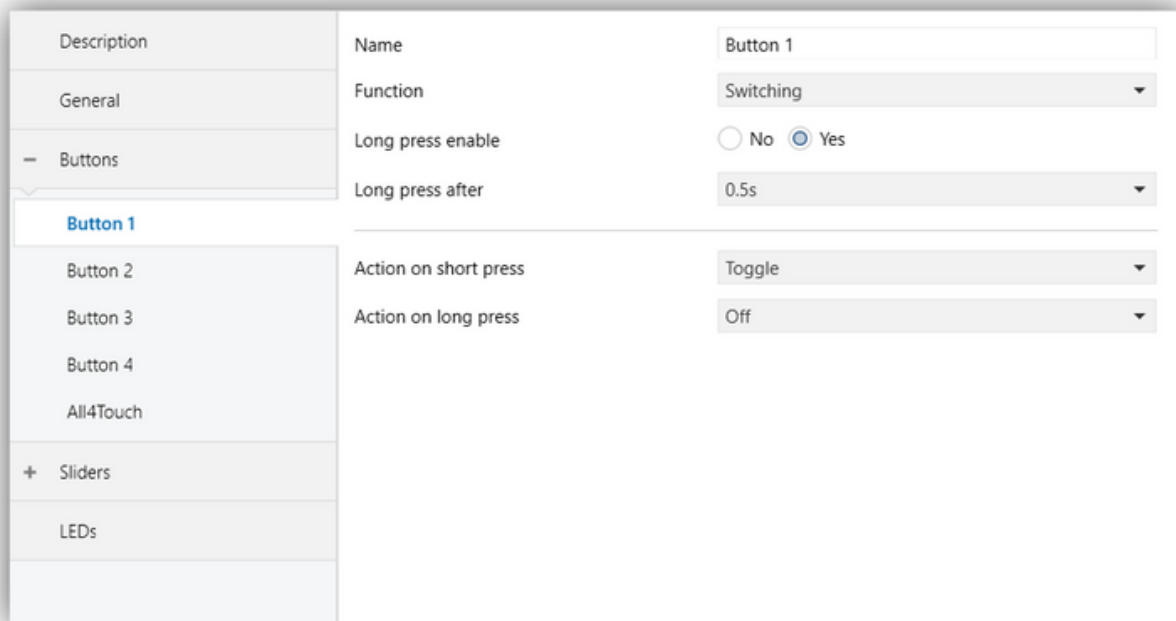 Description
General
Buttons
Button 1
Button 2
Button 3
Button 4
All4Touch
Sliders
LEDs
Name Button 1
Function Switching
Long press enable No Yes
Long press after 0.5s
Action on short press Toggle
Action on long press Off